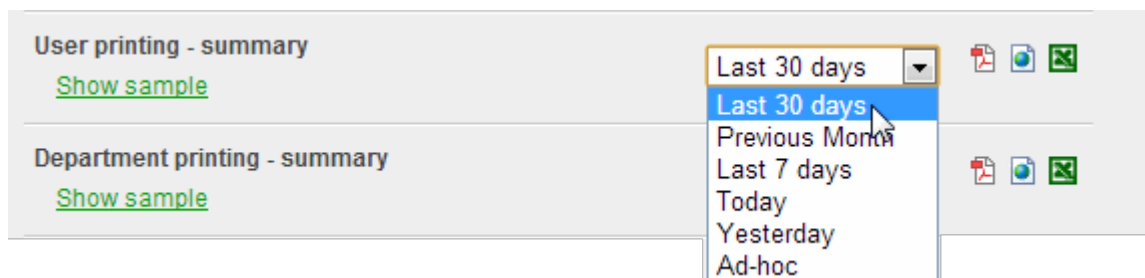 User printing - summary
Show sample
Last 30 days
Last 30 days
Previous Month
Last 7 days
Today
Yesterday
Ad-hoc
Department printing - summary
Show sample